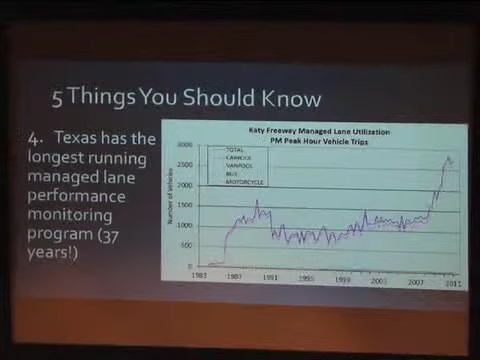 5 Things You Should Know
4. Texas has the
longest running
managed lane
performance
monitoring
program (37
years!)
Katy Freeway Managed Lane Utilization
PM Peak Hour Vehicle Trips
Number of Vehicles
3000
2500
2000
1500
1000
500
0
TOTAL
CARPOOL
VANPOOL
BUS
MOTORCYCLE
1983
1987
1991
1995
1999
2003
2007
2011